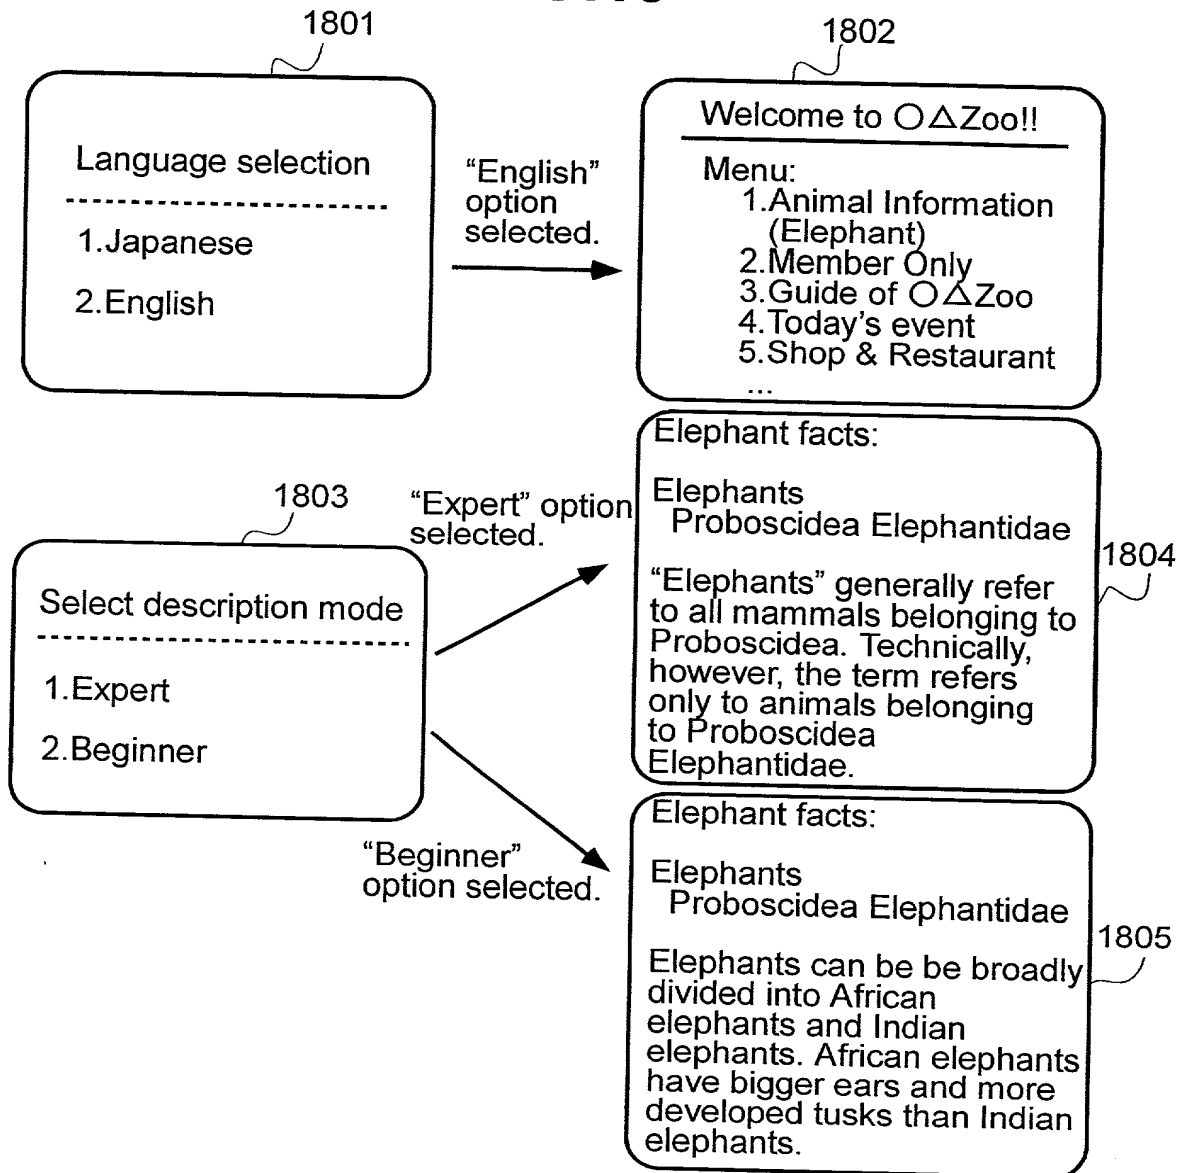 1801
Language selection
1.Japanese
2.English
“English”
option
selected.
1802
Welcome to ○△Zoo!!
Menu:
1.Animal Information
(Elephant)
2.Member Only
3.Guide of ○△Zoo
4.Today's event
5.Shop & Restaurant
...
1803
Select description mode
1.Expert
2.Beginner
“Expert” option
selected.
1804
Elephant facts:
Elephants
Proboscidea Elephantidae
“Elephants” generally refer
to all mammals belonging to
Proboscidea. Technically,
however, the term refers
only to animals belonging
to Proboscidea
Elephantidae.
“Beginner”
option selected.
1805
Elephant facts:
Elephants
Proboscidea Elephantidae
Elephants can be be broadly
divided into African
elephants and Indian
elephants. African elephants
have bigger ears and more
developed tusks than Indian
elephants.